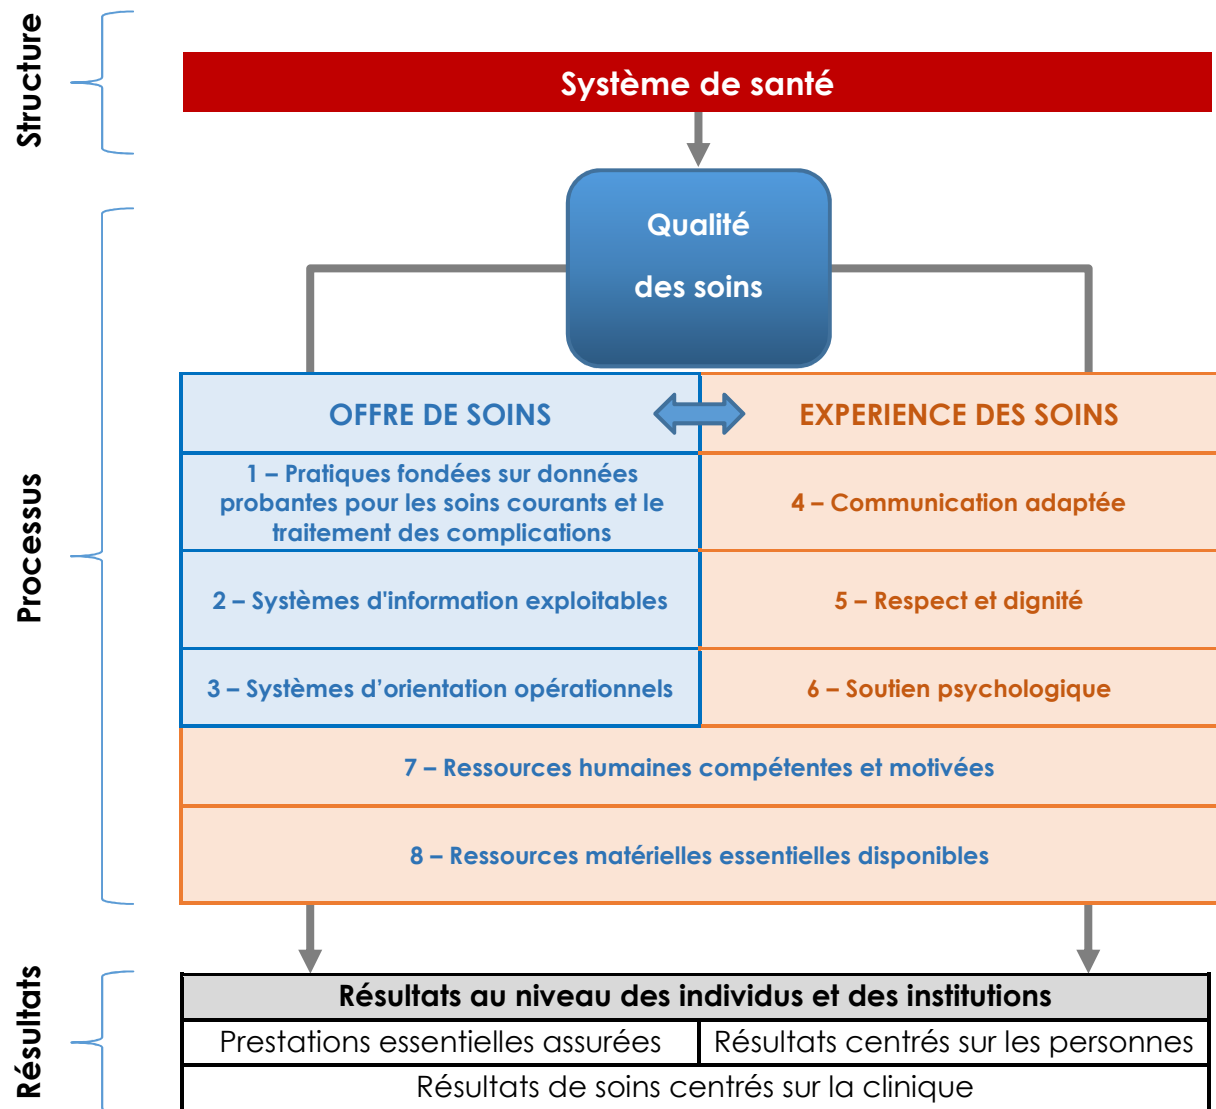 Structure
Système de santé
Qualité
des soins
Processus
OFFRE DE SOINS
EXPERIENCE DES SOINS
1 – Pratiques fondées sur données
probantes pour les soins courants et le
traitement des complications
4 – Communication adaptée
2 – Systèmes d'information exploitables
5 – Respect et dignité
3 – Systèmes d’orientation opérationnels
6 – Soutien psychologique
7 – Ressources humaines compétentes et motivées
8 – Ressources matérielles essentielles disponibles
Résultats
Résultats au niveau des individus et des institutions
Prestations essentielles assurées
Résultats centrés sur les personnes
Résultats de soins centrés sur la clinique